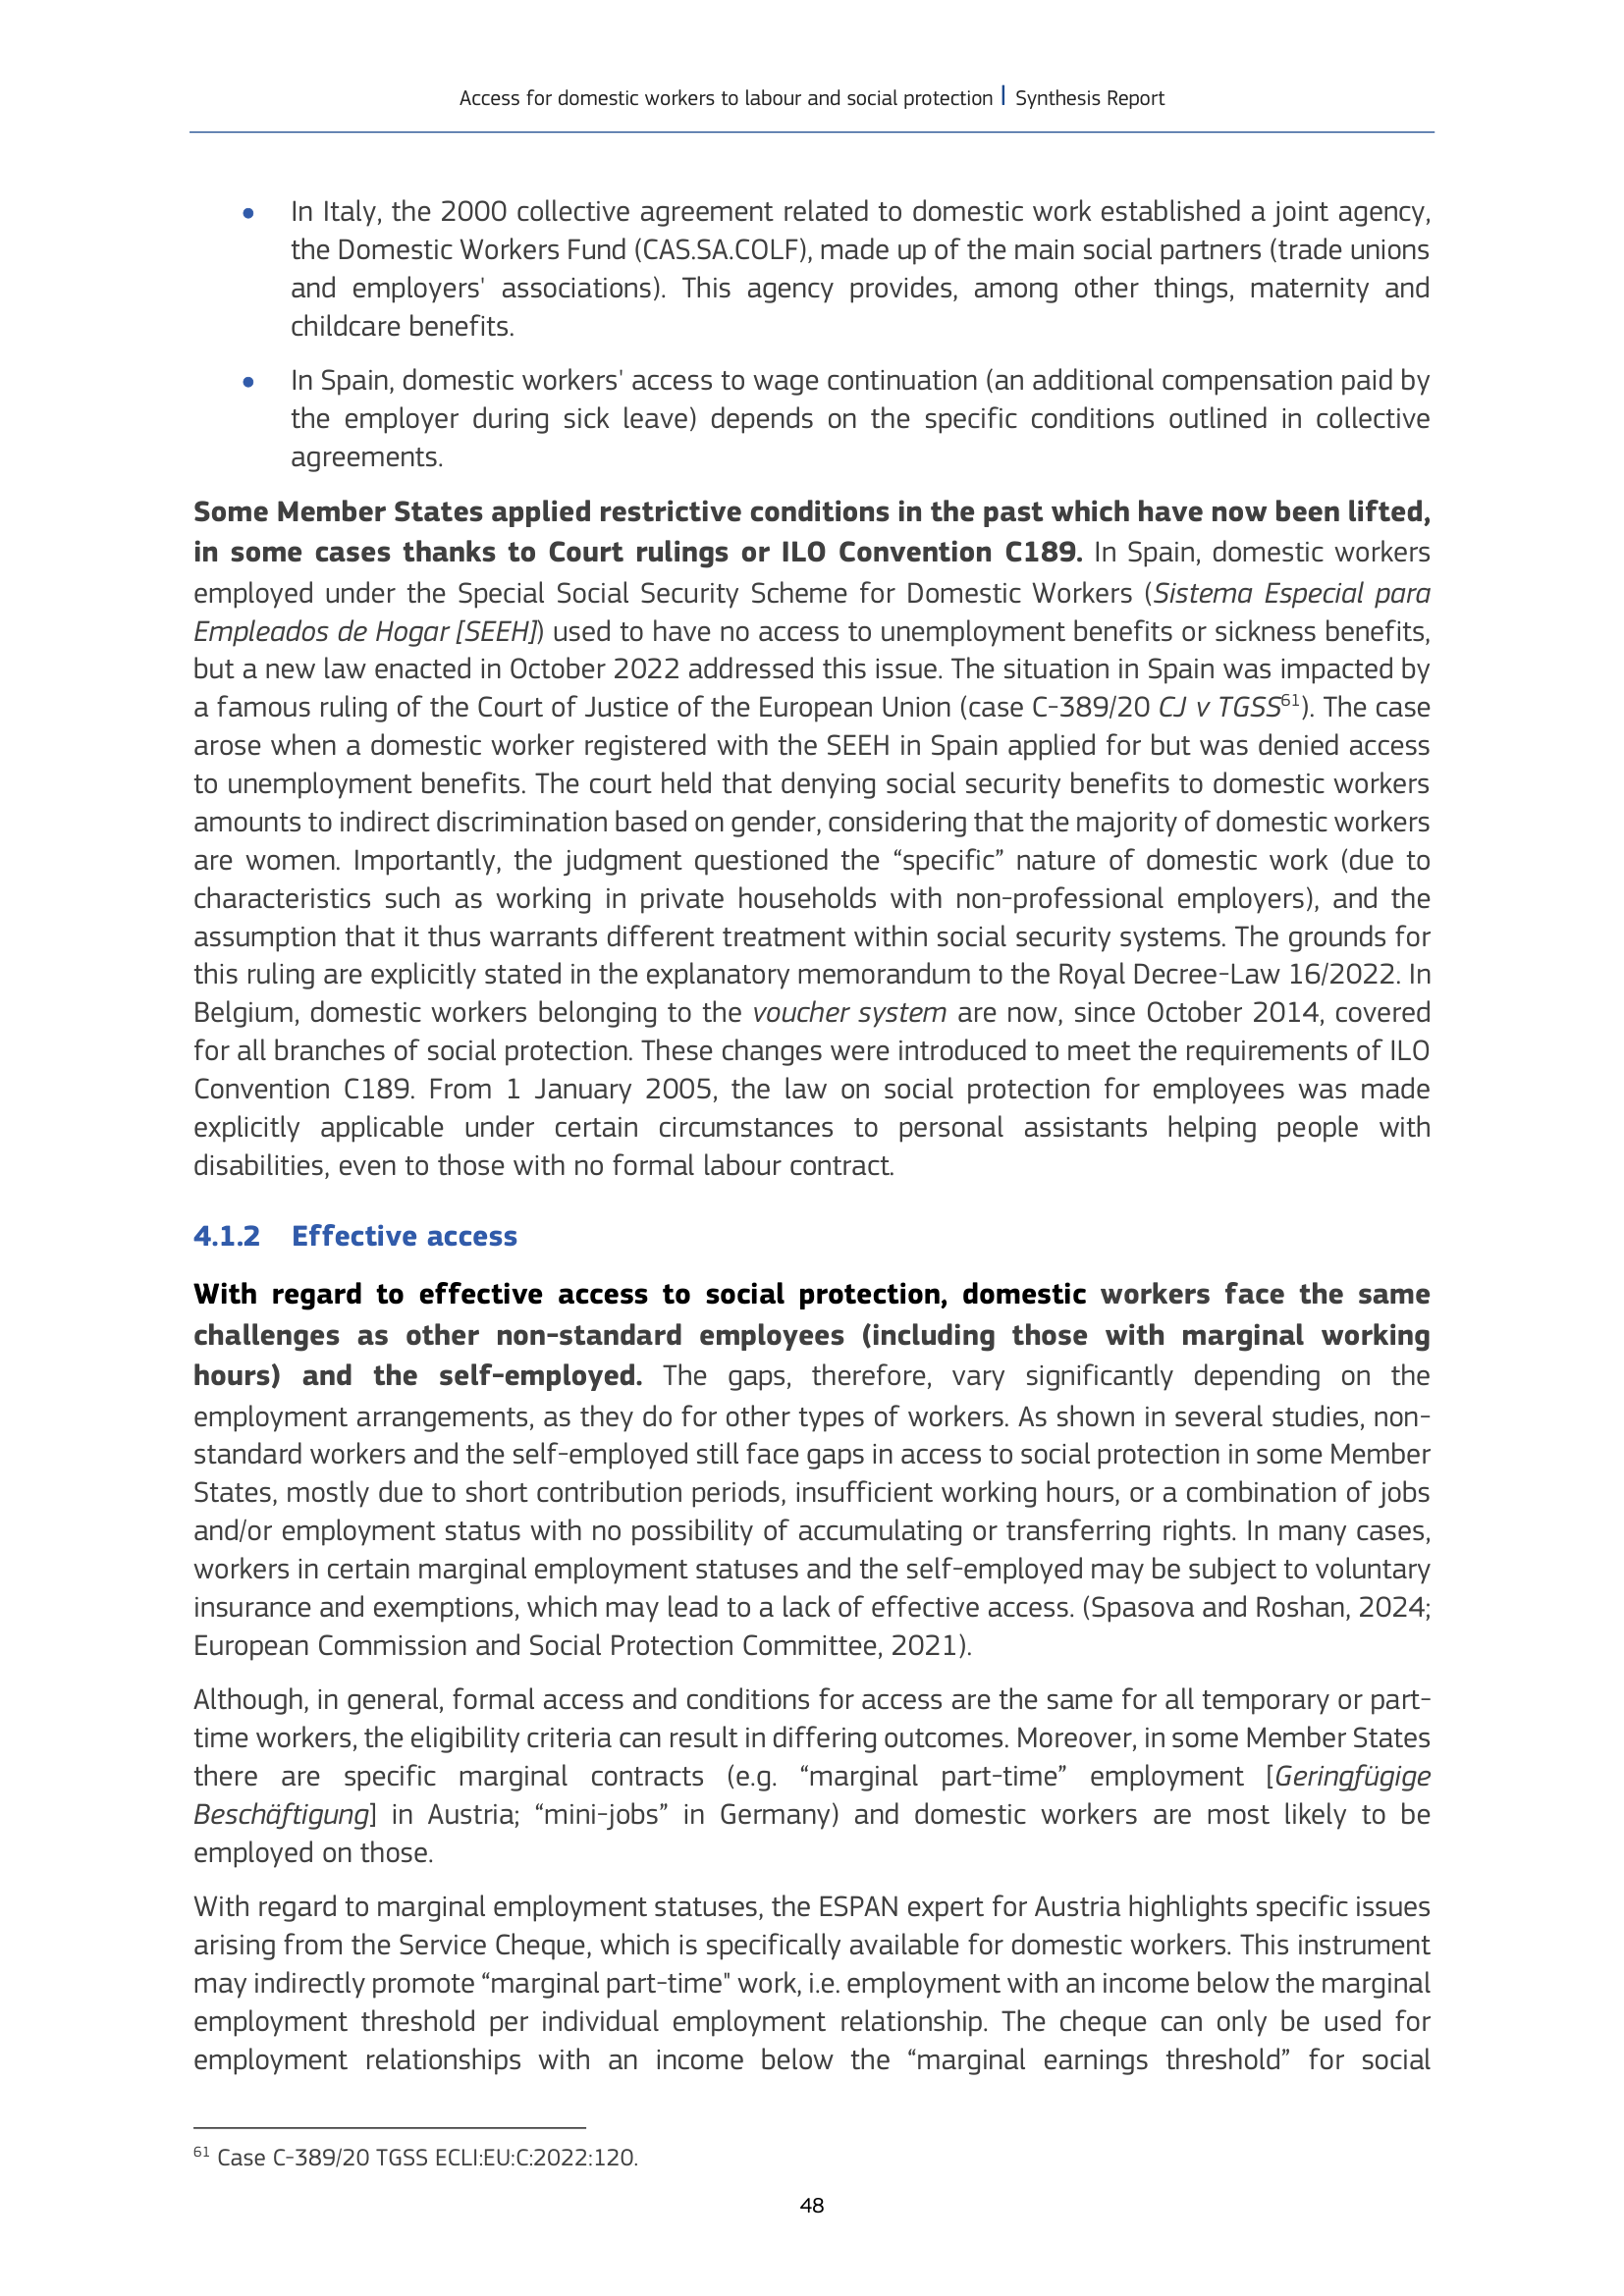 Access for domestic workers to labour and social protection | Synthesis Report
• In Italy, the 2000 collective agreement related to domestic work established a joint agency,
the Domestic Workers Fund (CAS.SA.COLF), made up of the main social partners (trade unions
and employers' associations). This agency provides, among other things, maternity and
childcare benefits.
• In Spain, domestic workers' access to wage continuation (an additional compensation paid by
the employer during sick leave) depends on the specific conditions outlined in collective
agreements.
Some Member States applied restrictive conditions in the past which have now been lifted,
in some cases thanks to Court rulings or ILO Convention C189. In Spain, domestic workers
employed under the Special Social Security Scheme for Domestic Workers (Sistema Especial para
Empleados de Hogar [SEEH]) used to have no access to unemployment benefits or sickness benefits,
but a new law enacted in October 2022 addressed this issue. The situation in Spain was impacted by
a famous ruling of the Court of Justice of the European Union (case C-389/20 CJ v TGSS61). The case
arose when a domestic worker registered with the SEEH in Spain applied for but was denied access
to unemployment benefits. The court held that denying social security benefits to domestic workers
amounts to indirect discrimination based on gender, considering that the majority of domestic workers
are women. Importantly, the judgment questioned the “specific” nature of domestic work (due to
characteristics such as working in private households with non-professional employers), and the
assumption that it thus warrants different treatment within social security systems. The grounds for
this ruling are explicitly stated in the explanatory memorandum to the Royal Decree-Law 16/2022. In
Belgium, domestic workers belonging to the voucher system are now, since October 2014, covered
for all branches of social protection. These changes were introduced to meet the requirements of ILO
Convention C189. From 1 January 2005, the law on social protection for employees was made
explicitly applicable under certain circumstances to personal assistants helping people with
disabilities, even to those with no formal labour contract.
4.1.2 Effective access
With regard to effective access to social protection, domestic workers face the same
challenges as other non-standard employees (including those with marginal working
hours) and the self-employed. The gaps, therefore, vary significantly depending on the
employment arrangements, as they do for other types of workers. As shown in several studies, non-
standard workers and the self-employed still face gaps in access to social protection in some Member
States, mostly due to short contribution periods, insufficient working hours, or a combination of jobs
and/or employment status with no possibility of accumulating or transferring rights. In many cases,
workers in certain marginal employment statuses and the self-employed may be subject to voluntary
insurance and exemptions, which may lead to a lack of effective access. (Spasova and Roshan, 2024;
European Commission and Social Protection Committee, 2021).
Although, in general, formal access and conditions for access are the same for all temporary or part-
time workers, the eligibility criteria can result in differing outcomes. Moreover, in some Member States
there are specific marginal contracts (e.g. “marginal part-time” employment [Geringfügige
Beschäftigung] in Austria; “mini-jobs” in Germany) and domestic workers are most likely to be
employed on those.
With regard to marginal employment statuses, the ESPAN expert for Austria highlights specific issues
arising from the Service Cheque, which is specifically available for domestic workers. This instrument
may indirectly promote “marginal part-time" work, i.e. employment with an income below the marginal
employment threshold per individual employment relationship. The cheque can only be used for
employment relationships with an income below the “marginal earnings threshold” for social
61 Case C-389/20 TGSS ECLI:EU:C:2022:120.
48